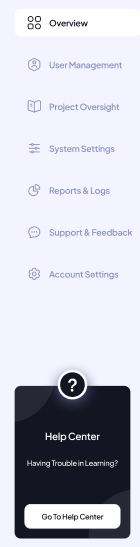 Overview
User Management
Project Oversight
System Settings
Reports & Logs
Support & Feedback
Account Settings
?
Help Center
Having Trouble in Learning?
Go To Help Center